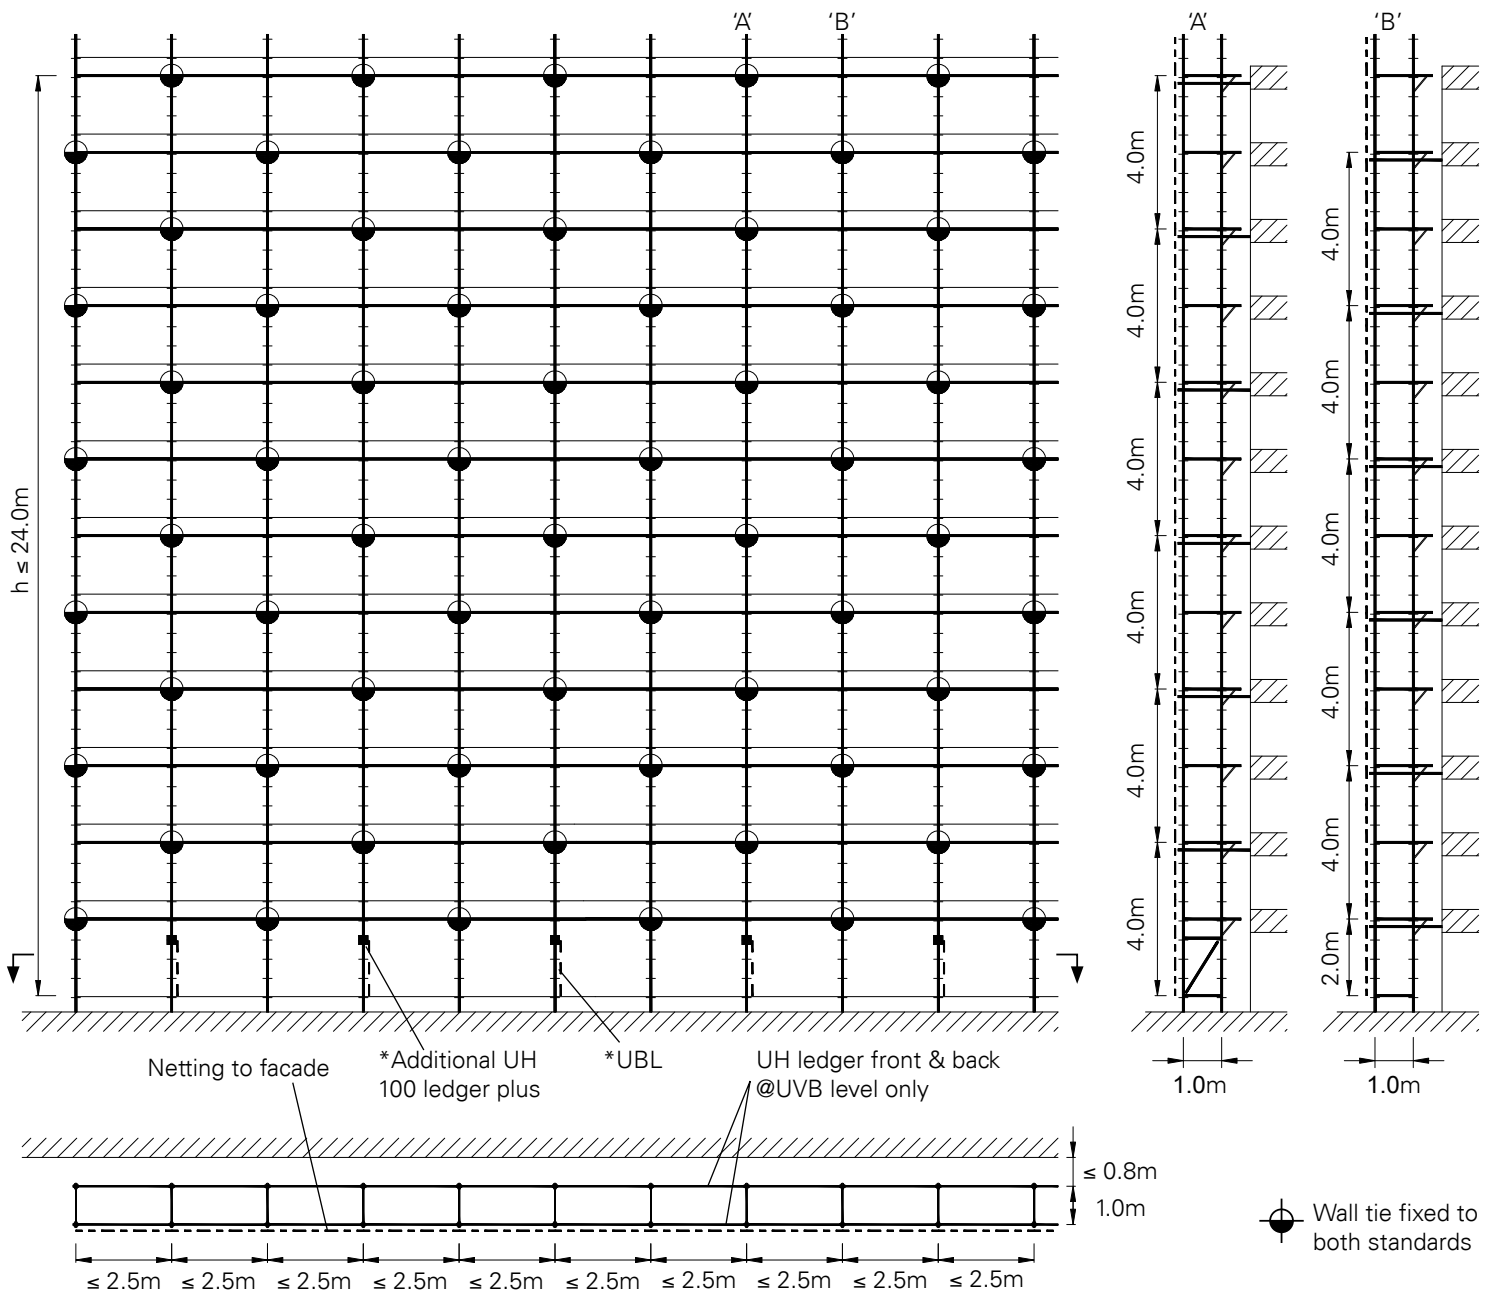 ‘A’
‘B’
‘A’
‘B’
h ≤ 24.0m
4.0m
4.0m
4.0m
4.0m
4.0m
4.0m
4.0m
4.0m
4.0m
4.0m
4.0m
2.0m
Netting to facade
*Additional UH
100 ledger plus
*UBL
UH ledger front & back
@UVB level only
1.0m
1.0m
≤ 0.8m
1.0m
Wall tie fixed to
both standards
≤ 2.5m
≤ 2.5m
≤ 2.5m
≤ 2.5m
≤ 2.5m
≤ 2.5m
≤ 2.5m
≤ 2.5m
≤ 2.5m
≤ 2.5m